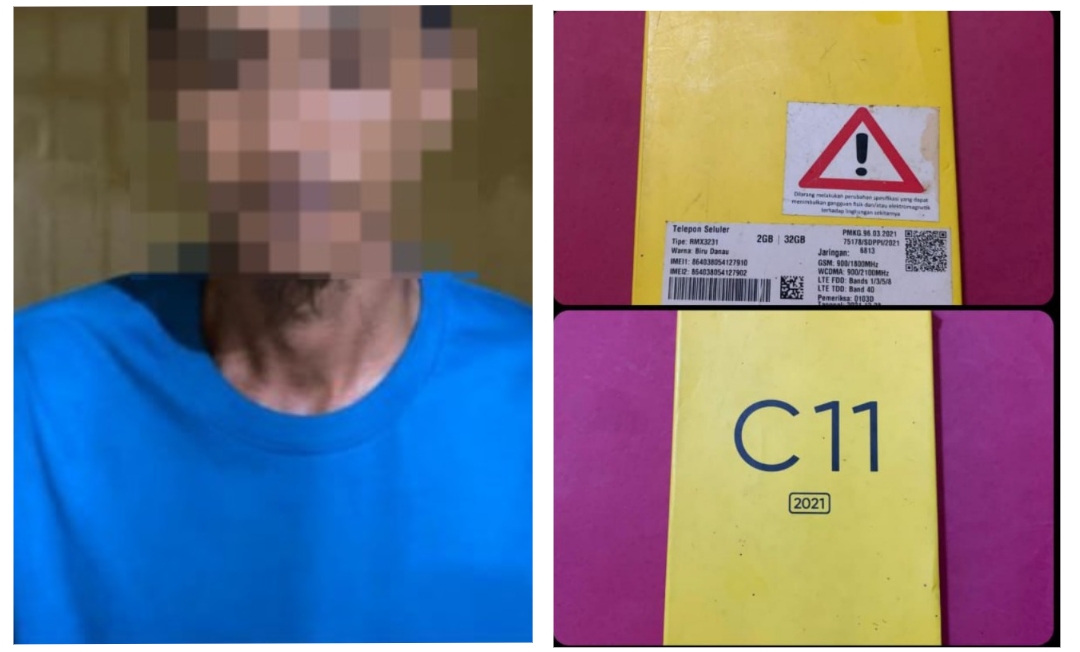 Dilarang melakukan perubahan spesifikasi yang dapat
menimbulkan gangguan fisik dan/atau elektromagnetik
terhadap lingkungan sekitarnya
Telepon Seluler
Tipe: RMX3231
Warna: Biru Danau
2GB | 32GB
IMEI1: 864038054127910
IMEI2: 864038054127902
PMKG.96.03.2021
75178/SDPPI/2021
6813
Jaringan:
GSM: 900/1800MHz
WCDMA: 900/2100MHz
LTE FDD: Bands 1/3/5/8
LTE TDD: Band 40
Pemeriksa: 0103D
C11
2021